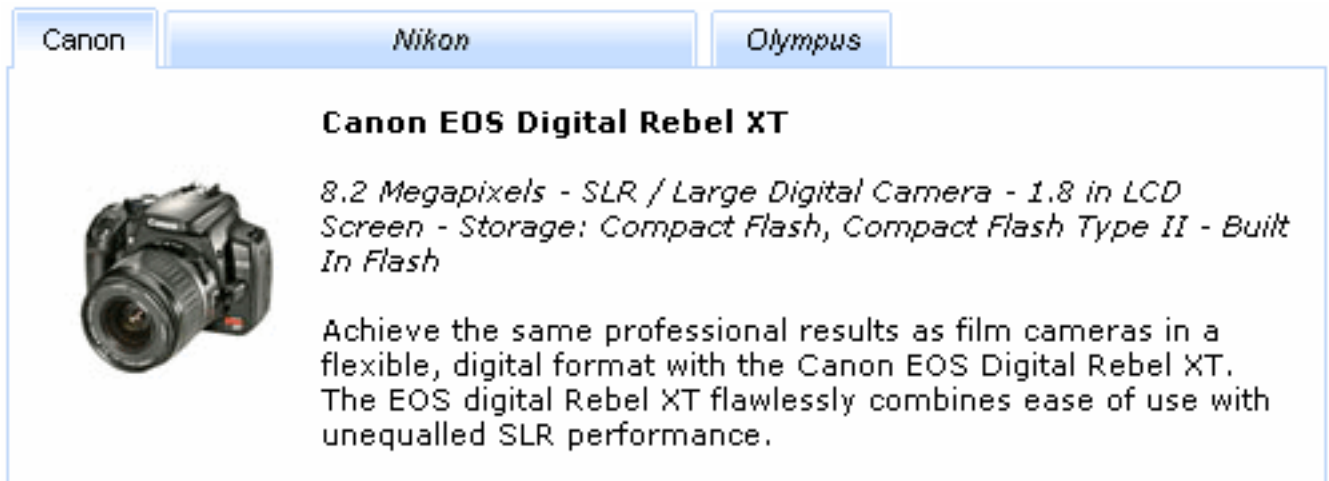 Canon Nikon Olympus
Canon EOS Digital Rebel XT
8.2 Megapixels - SLR / Large Digital Camera - 1.8 in LCD
Screen - Storage: Compact Flash, Compact Flash Type II - Built
In Flash
Achieve the same professional results as film cameras in a
flexible, digital format with the Canon EOS Digital Rebel XT.
The EOS digital Rebel XT flawlessly combines ease of use with
unequalled SLR performance.